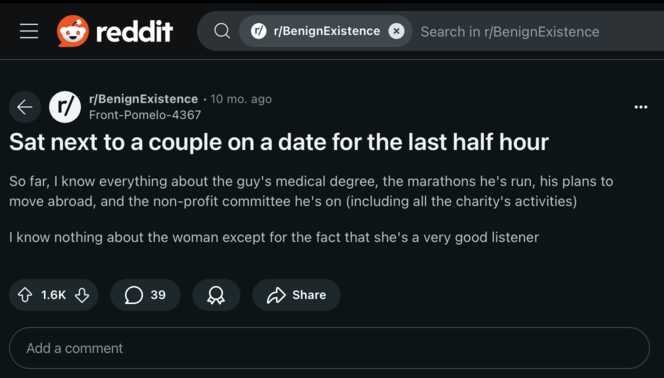 reddit
r/BenignExistence
Search in r/BenignExistence
r/
r/BenignExistence • 10 mo. ago
Front-Pomelo-4367
Sat next to a couple on a date for the last half hour
So far, I know everything about the guy's medical degree, the marathons he's run, his plans to
move abroad, and the non-profit committee he's on (including all the charity's activities)
I know nothing about the woman except for the fact that she's a very good listener
1.6K
39
Share
Add a comment